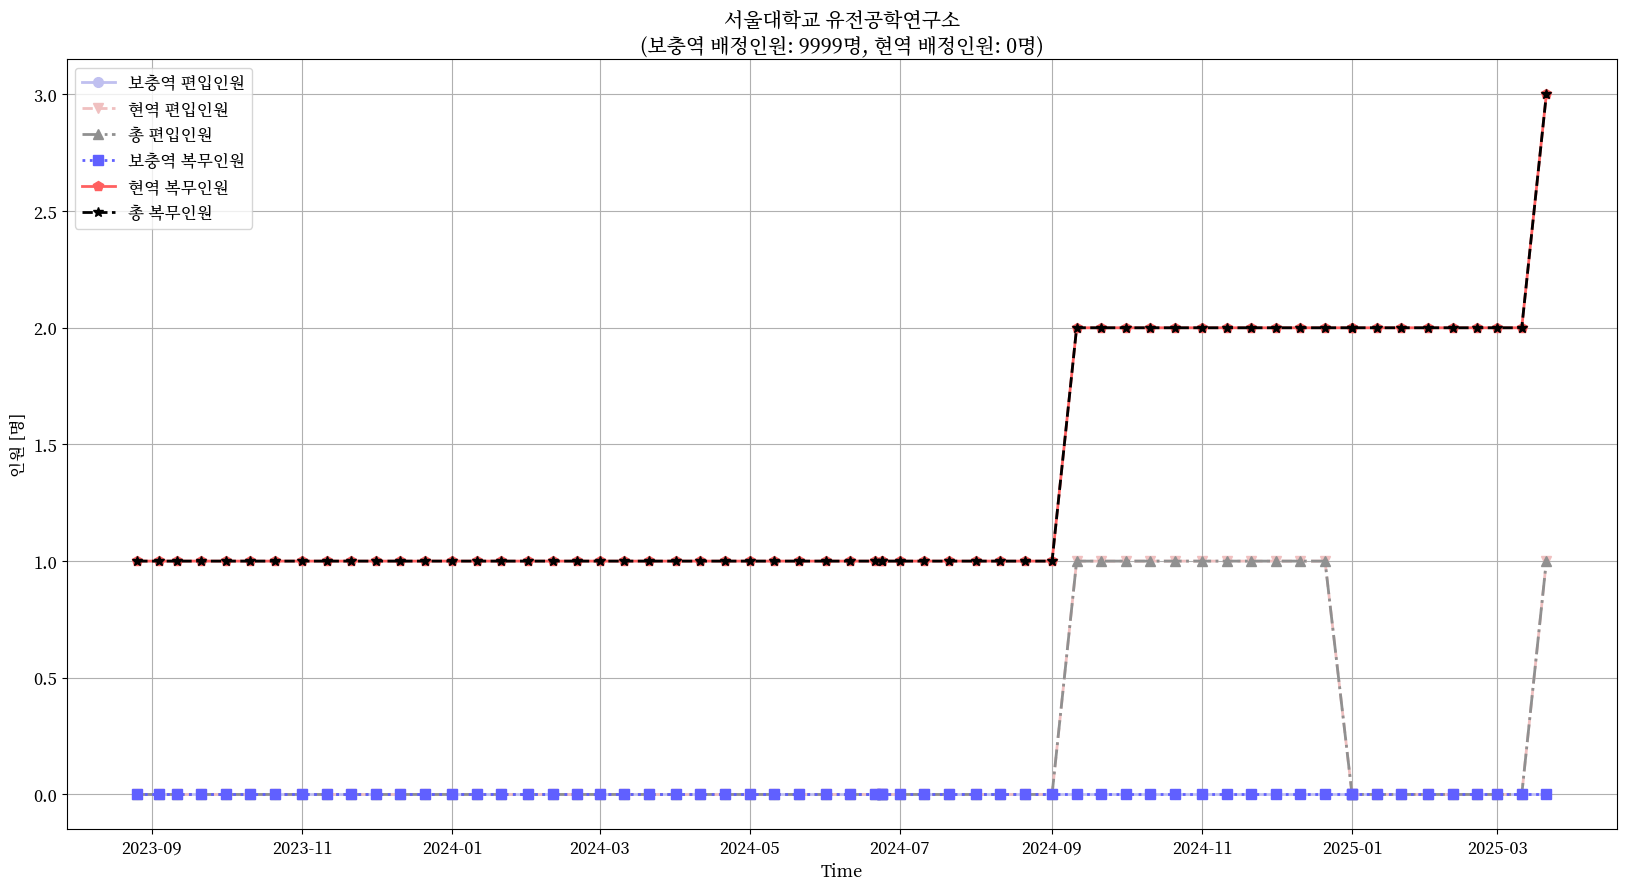 서울대학교 유전공학연구소
(보충역 배정인원: 9999명, 현역 배정인원: 0명)
보충역 편입인원
현역 편입인원
총 편입인원
보충역 복무인원
현역 복무인원
총 복무인원
3.0
2.5
2.0
1.5
1.0
0.5
0.0
인원 [명]
2023-09
2023-11
2024-01
2024-03
2024-05
2024-07
2024-09
2024-11
2025-01
2025-03
Time